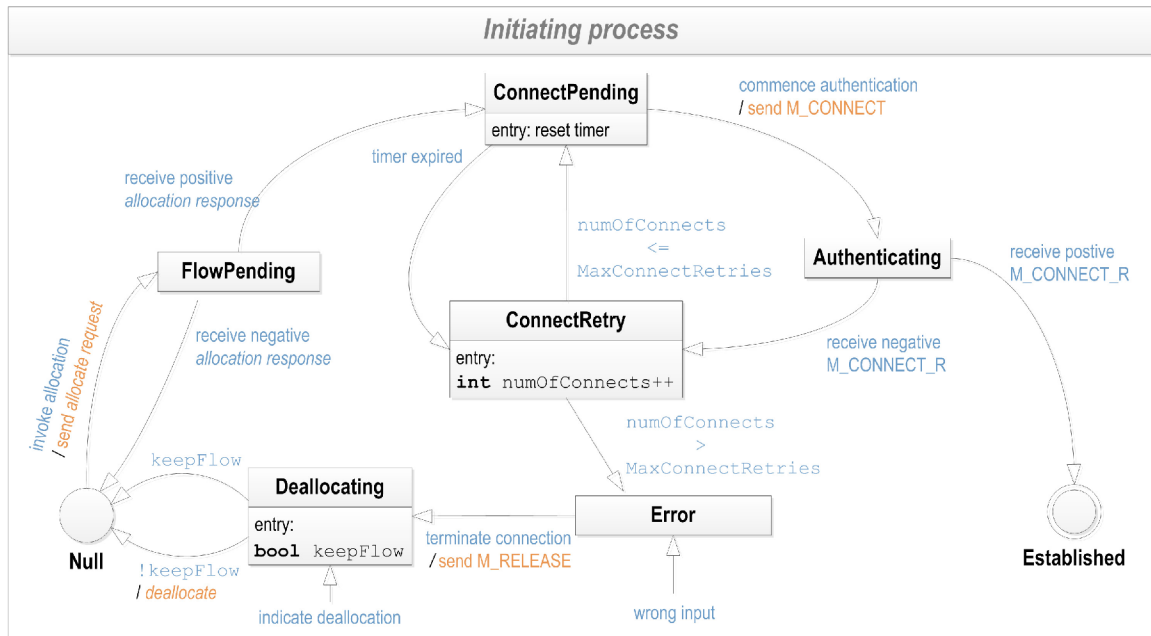 Initiating process
ConnectPending
entry: reset timer
commence authentication
/ send M_CONNECT
timer expired
receive positive
allocation response
numOfConnects
<=
MaxConnectRetries
FlowPending
Authenticating
receive postive
M_CONNECT_R
ConnectRetry
entry:
int numOfConnects++
receive negative
allocation response
receive negative
M_CONNECT_R
invoke allocation
/ send allocate request
numOfConnects
>
MaxConnectRetries
keepFlow
Deallocating
entry:
bool keepFlow
Error
terminate connection
/ send M_RELEASE
Null
Established
!keepFlow
/ deallocate
indicate deallocation
wrong input